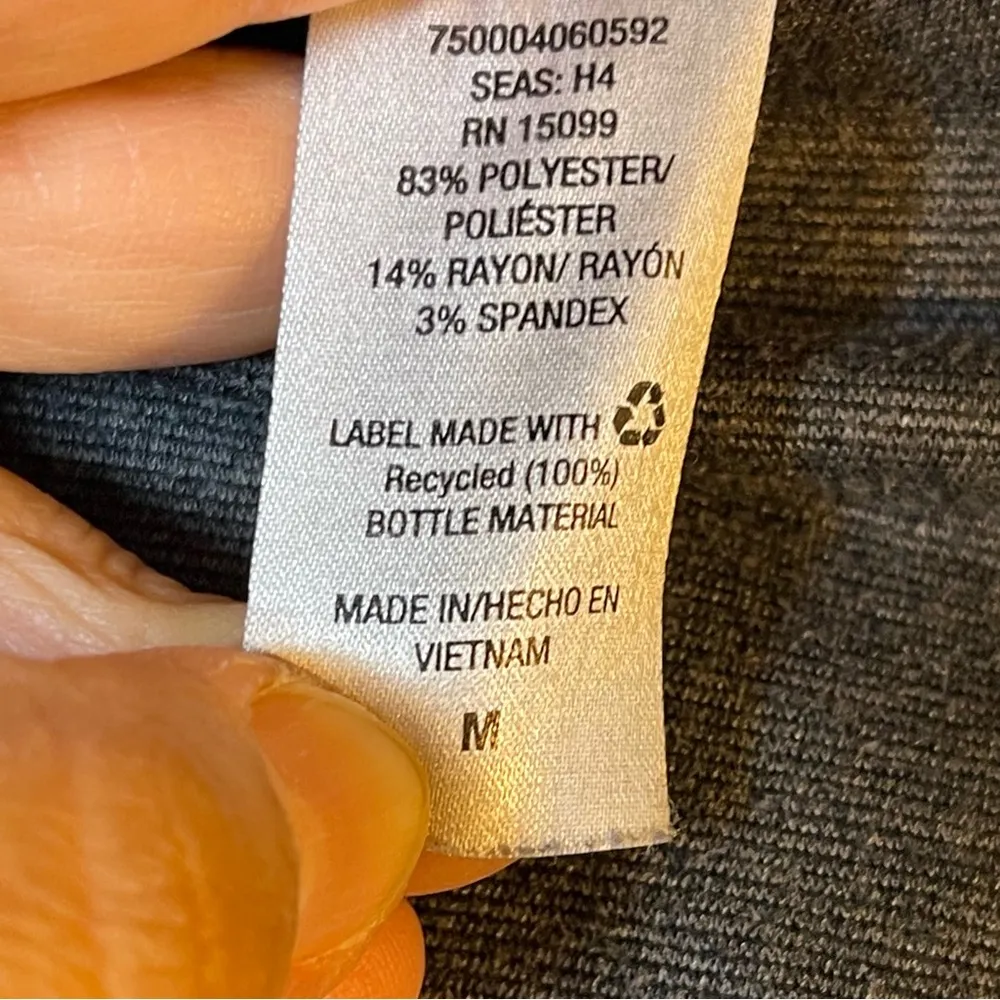 750004060592
SEAS: H4
RN 15099
83% POLYESTER/
POLIÉSTER
14% RAYON/ RAYÓN
3% SPANDEX
LABEL MADE WITH
Recycled (100%)
BOTTLE MATERIAL
MADE IN/HECHO EN
VIETNAM
M